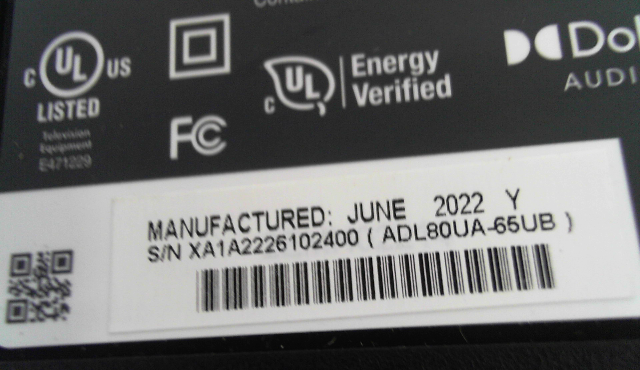 c UL US
LISTED
Television
Equipment
E471229
FC
c UL
Energy
Verified
AUDI
MANUFACTURED: JUNE 2022 Y
S/N XA1A2226102400 ( ADL80UA-65UB )